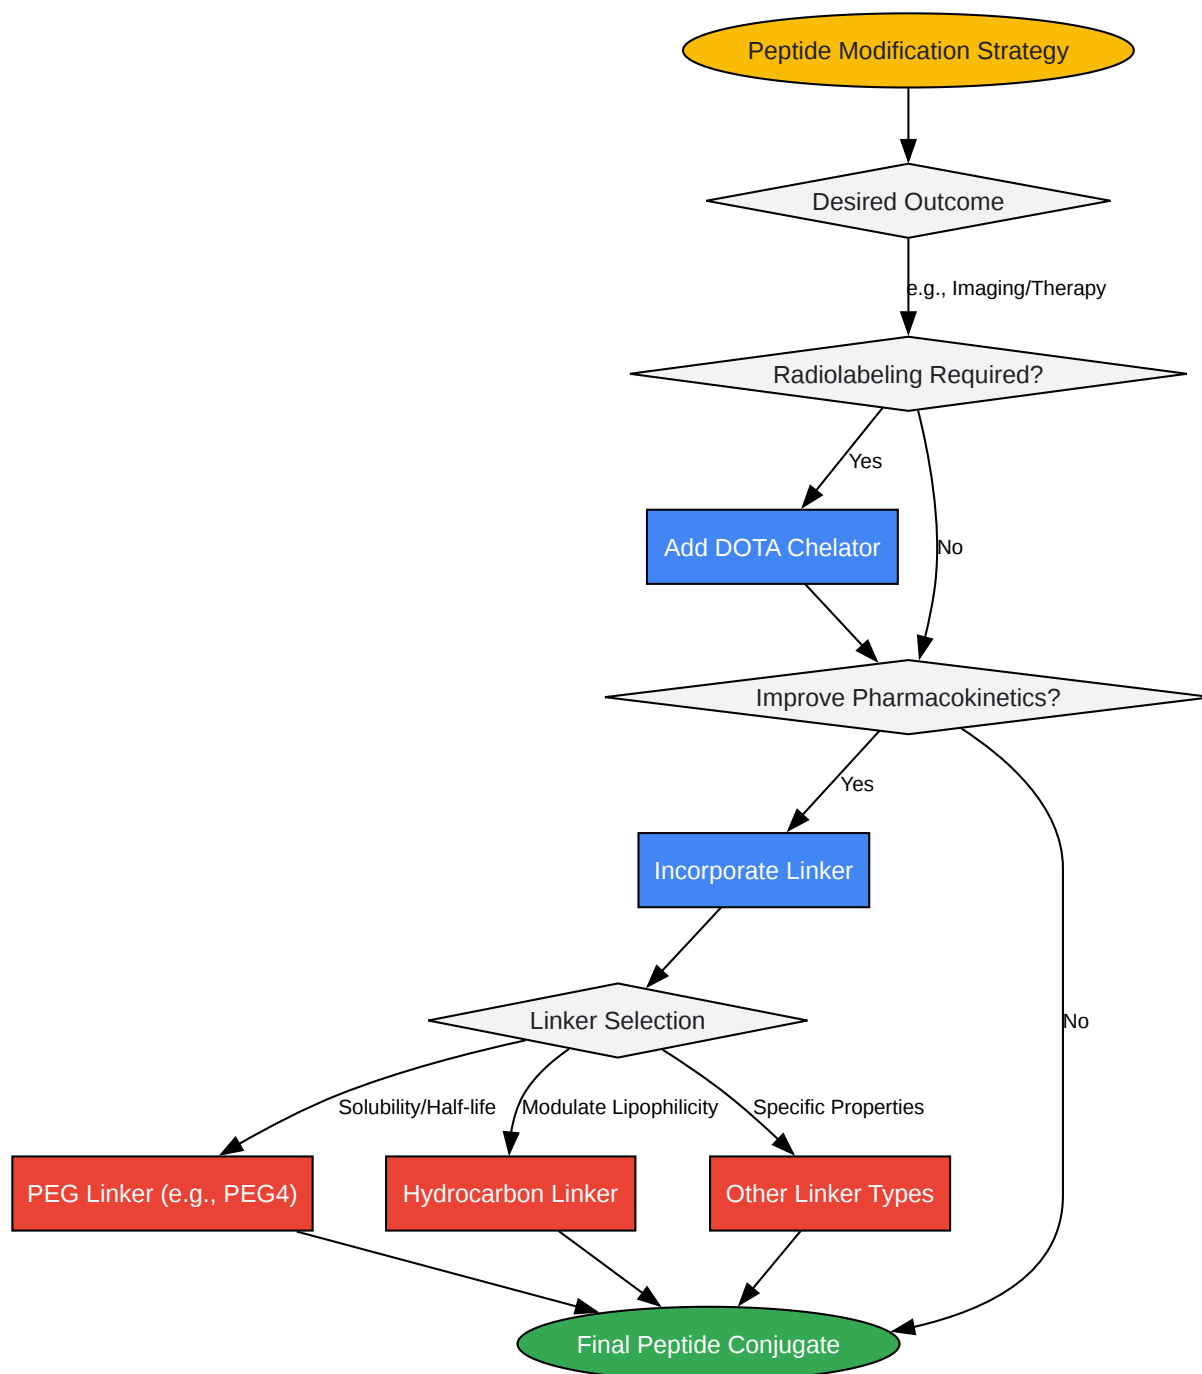 Peptide Modification Strategy
Desired Outcome
e.g., Imaging/Therapy
Radiolabeling Required?
Yes
Add DOTA Chelator
No
Improve Pharmacokinetics?
Yes
Incorporate Linker
Linker Selection
No
Solubility/Half-life
Modulate Lipophilicity
Specific Properties
PEG Linker (e.g., PEG4)
Hydrocarbon Linker
Other Linker Types
Final Peptide Conjugate